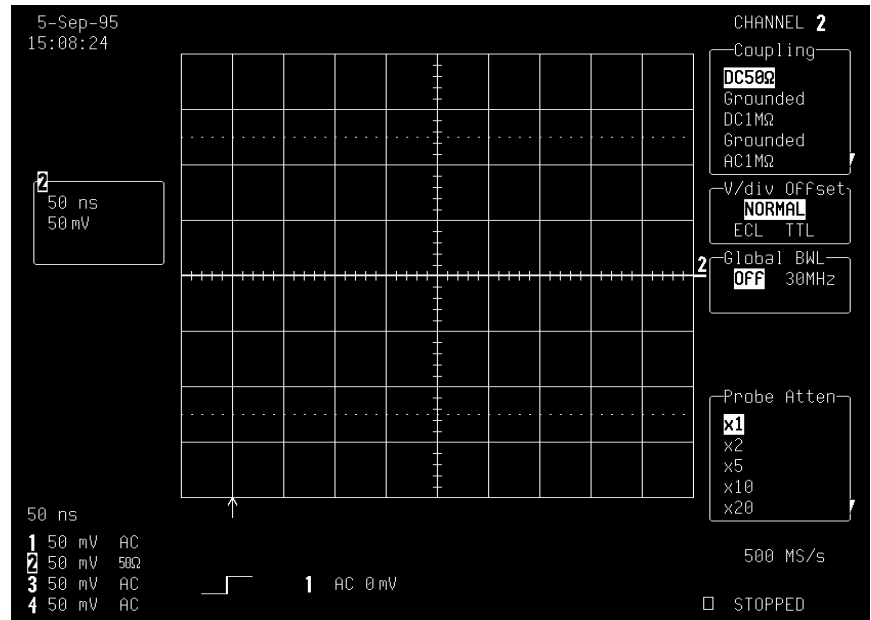 5-Sep-95
15:08:24
2
50 ns
50 mV
CHANNEL 2
Coupling
DC50Ω
Grounded
DC1MΩ
Grounded
AC1MΩ
V/div Offset
NORMAL
ECL TTL
2
Global BWL
Off 30MHz
Probe Atten
x1
x2
x5
x10
x20
50 ns
1 50 mV AC
2 50 mV 50Ω
3 50 mV AC
4 50 mV AC
1 AC 0 mV
500 MS/s
STOPPED